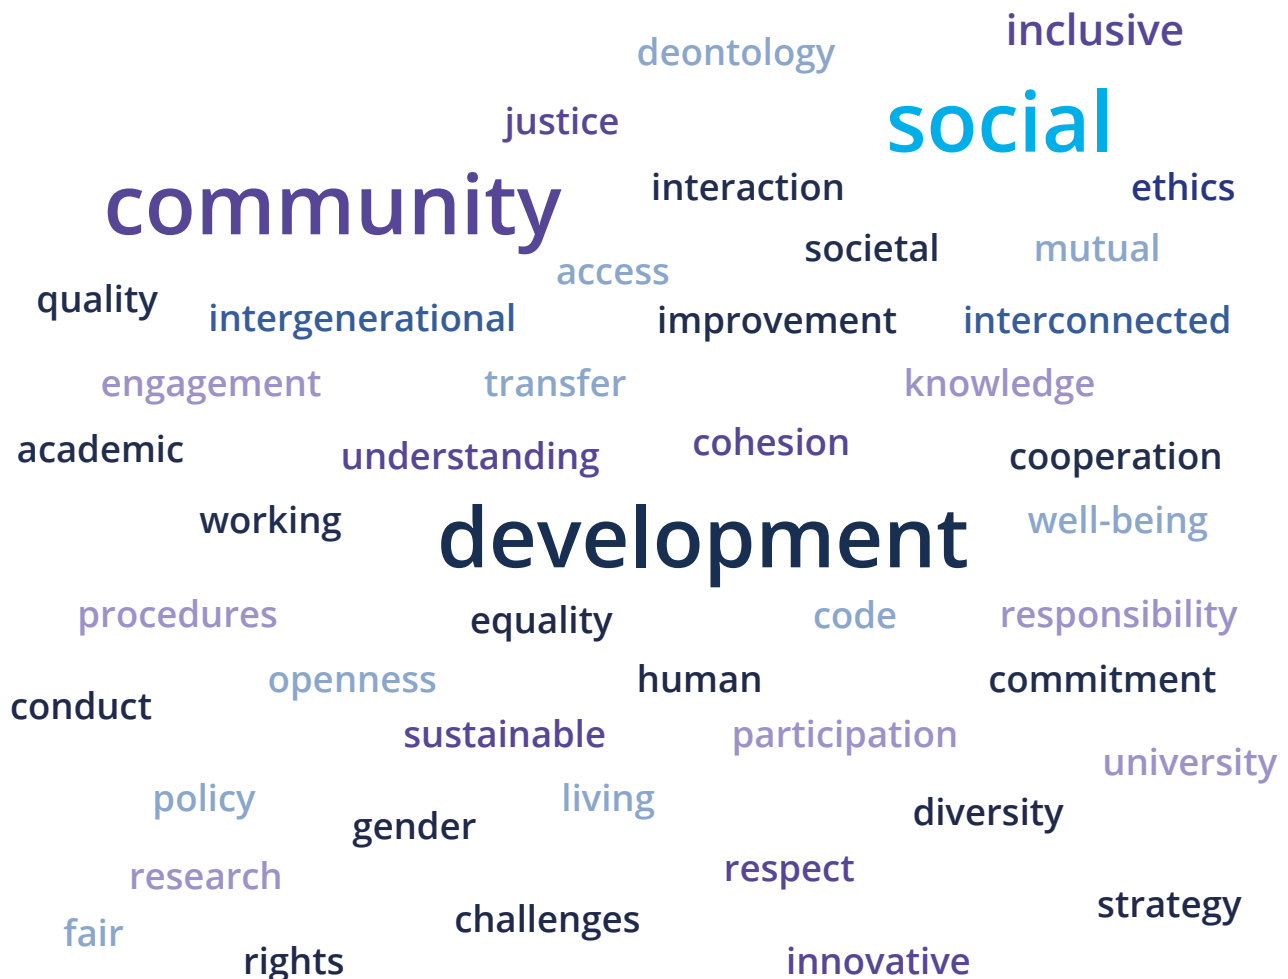 inclusive
deontology
social
justice
community interaction ethics
societal mutual
access
quality intergenerational improvement interconnected
engagement transfer knowledge
academic understanding cohesion cooperation
working development well-being
procedures equality code responsibility
openness human commitment
conduct
sustainable participation
university
policy living diversity
gender
research respect
challenges strategy
fair
rights innovative